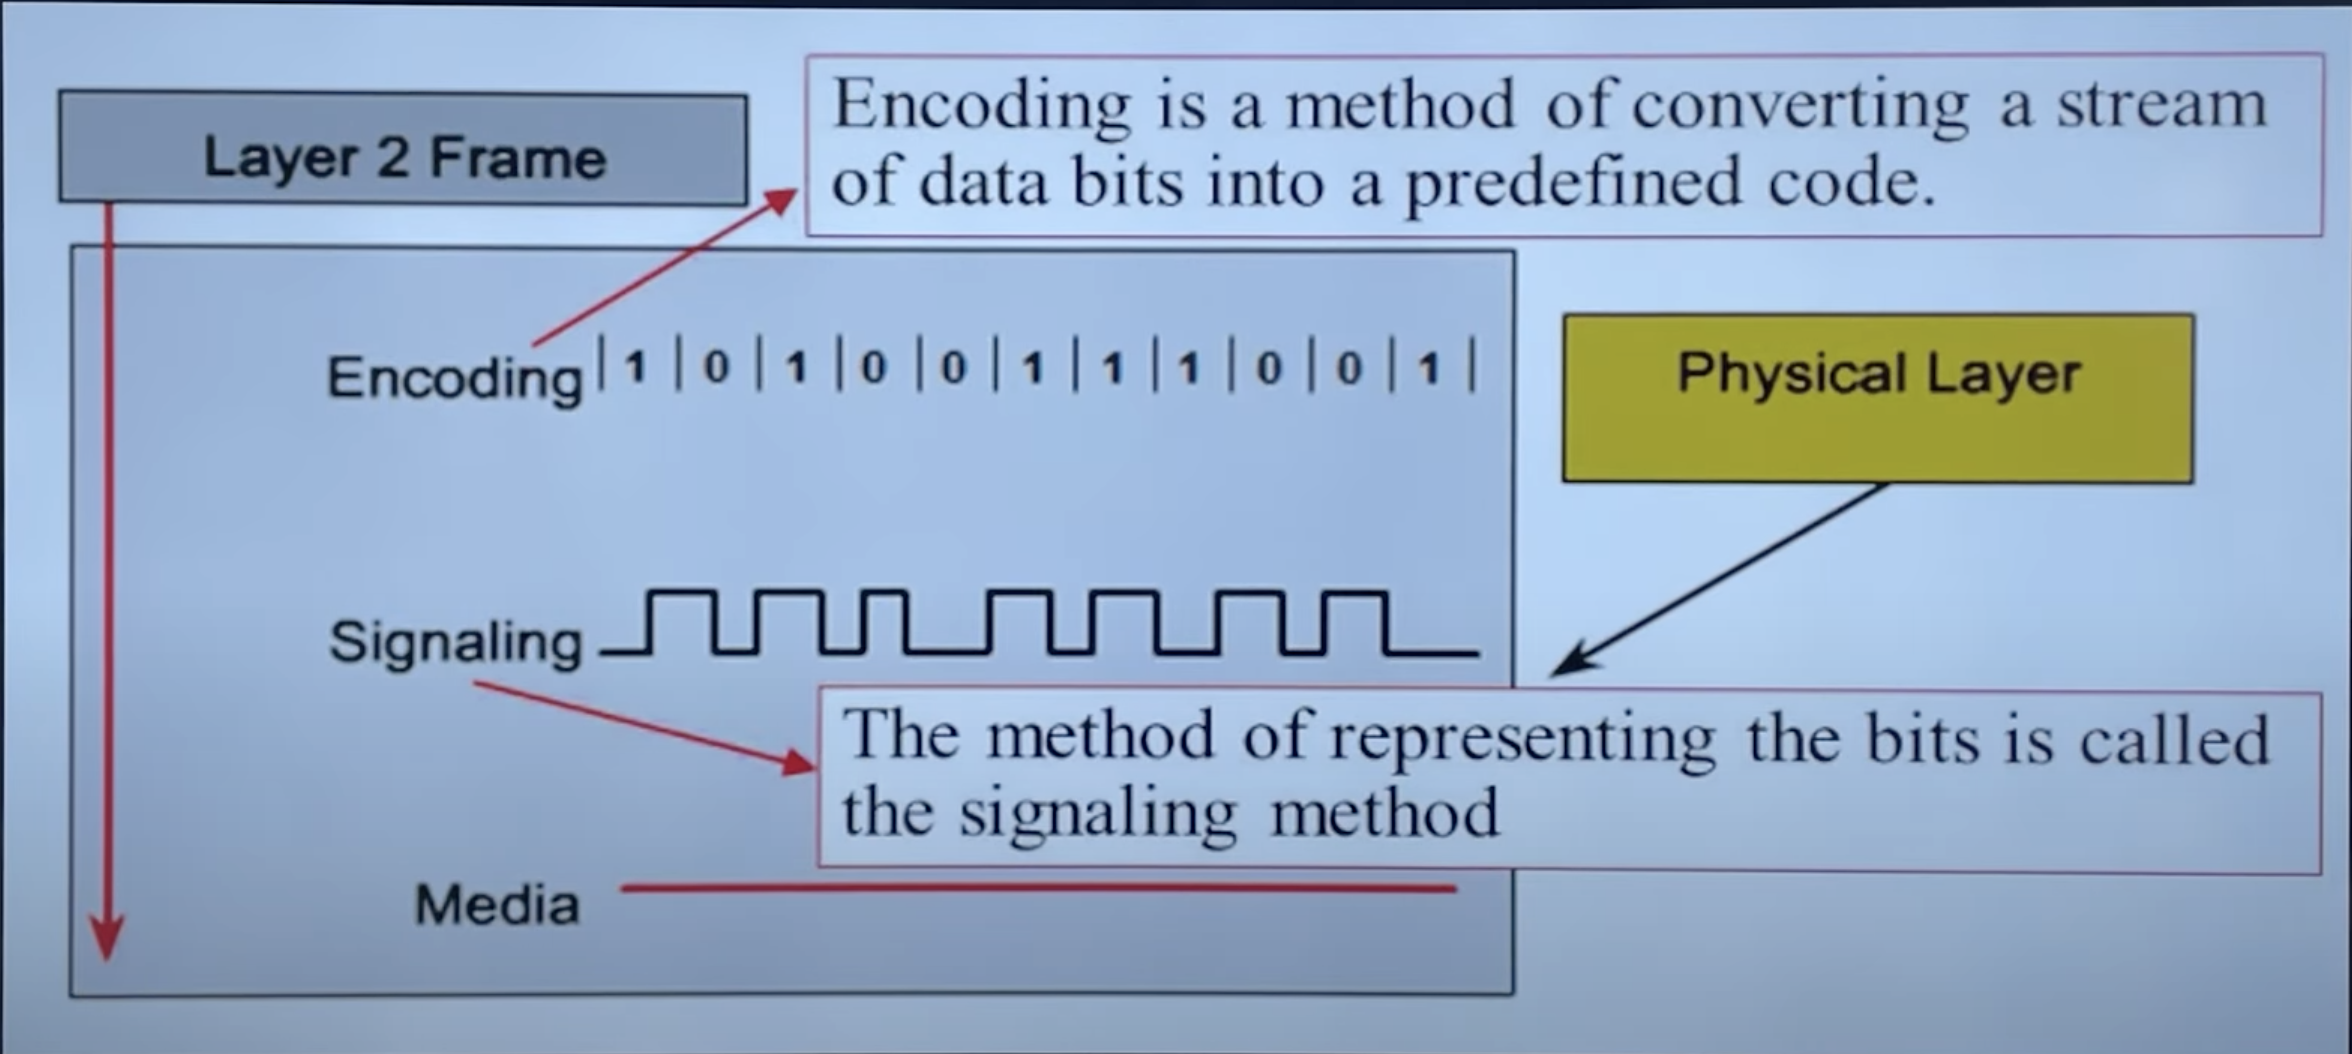 Layer 2 Frame
Encoding is a method of converting a stream
of data bits into a predefined code.
Encoding | 1 | 0 | 1 | 0 | 0 | 1 | 1 | 1 | 0 | 0 | 1 |
Physical Layer
Signaling
The method of representing the bits is called
the signaling method
Media